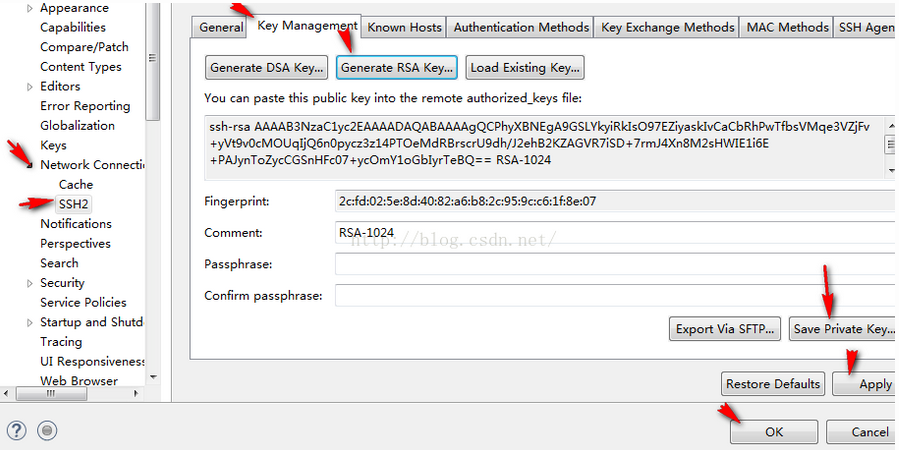 Appearance
Capabilities
Compare/Patch
Content Types
Editors
Error Reporting
Globalization
Keys
Network Connecti
Cache
SSH2
Notifications
Perspectives
Search
Security
Service Policies
Startup and Shutd
Tracing
UI Responsiveness
Web Browser
General Key Management Known Hosts Authentication Methods Key Exchange Methods MAC Methods SSH Agen
Generate DSA Key... Generate RSA Key... Load Existing Key...
You can paste this public key into the remote authorized_keys file:
ssh-rsa AAAAB3NzaC1yc2EAAAADAQABAAAAgQCPhyXBNEgA9GSLYkyiRkIsO97EZiyaskIvCaCbRhPwTfbsVMqe3VZjFv
+yVt9v0cMOUqIjQ6n0pycz3z14PTOeMdRBrscrU9dh/J2ehB2KZAGVR7iSD+7rmJ4Xn8M2sHWIE1i6E
+PAJynToZycCGSnHFc07+ycOmY1oGbIyrTeBQ== RSA-1024
Fingerprint: 2c:fd:02:5e:8d:40:82:a6:b8:2c:95:9c:c6:1f:8e:07
Comment: RSA-1024
http://blog.csdn.net/
Passphrase:
Confirm passphrase:
Export Via SFTP... Save Private Key...
Restore Defaults Apply
? OK Cancel